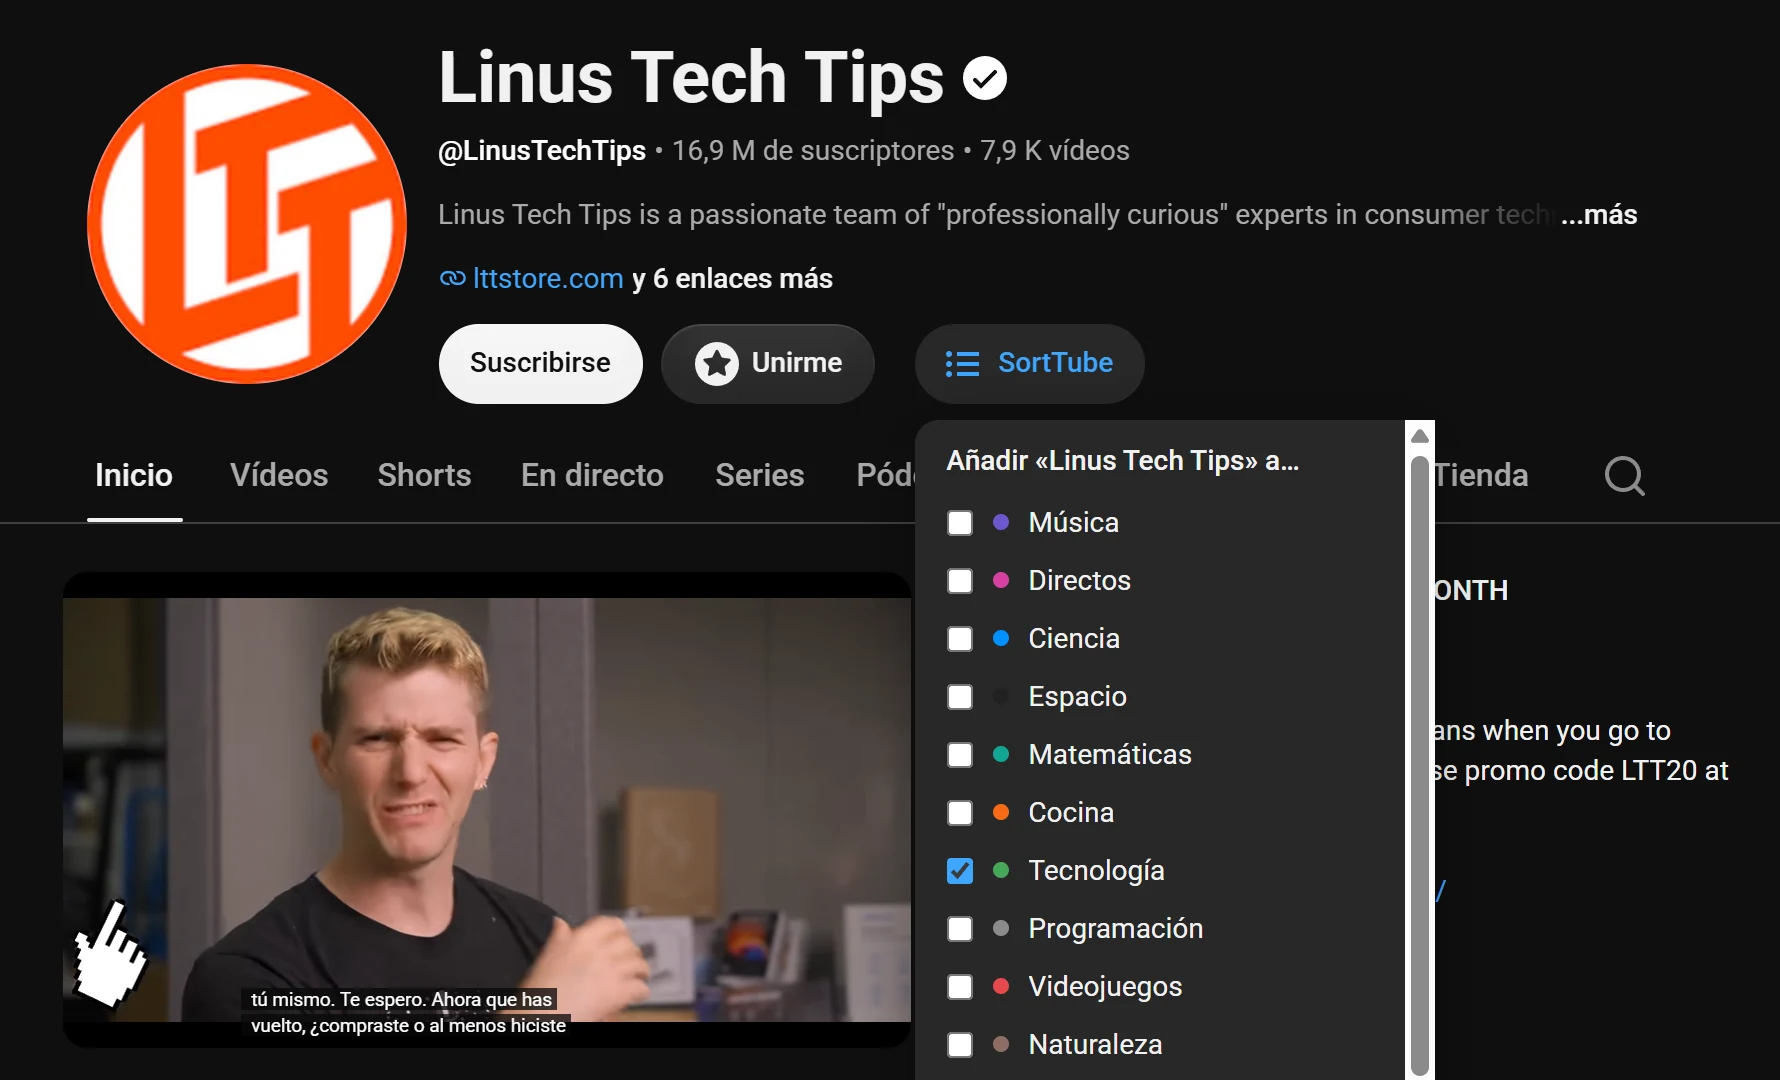 LTT
Linus Tech Tips
@LinusTechTips • 16,9 M de suscriptores • 7,9 K vídeos
Linus Tech Tips is a passionate team of "professionally curious" experts in consumer tech ...más
lttstore.com y 6 enlaces más
Suscribirse
Unirme
SortTube
Inicio
Vídeos
Shorts
En directo
Series
Pód
Tienda
Añadir «Linus Tech Tips» a...
Música
Directos
Ciencia
Espacio
Matemáticas
Cocina
Tecnología
Programación
Videojuegos
Naturaleza
ONTH
ans when you go to
se promo code LTT20 at
/
tú mismo. Te espero. Ahora que has
vuelto, ¿compraste o al menos hiciste